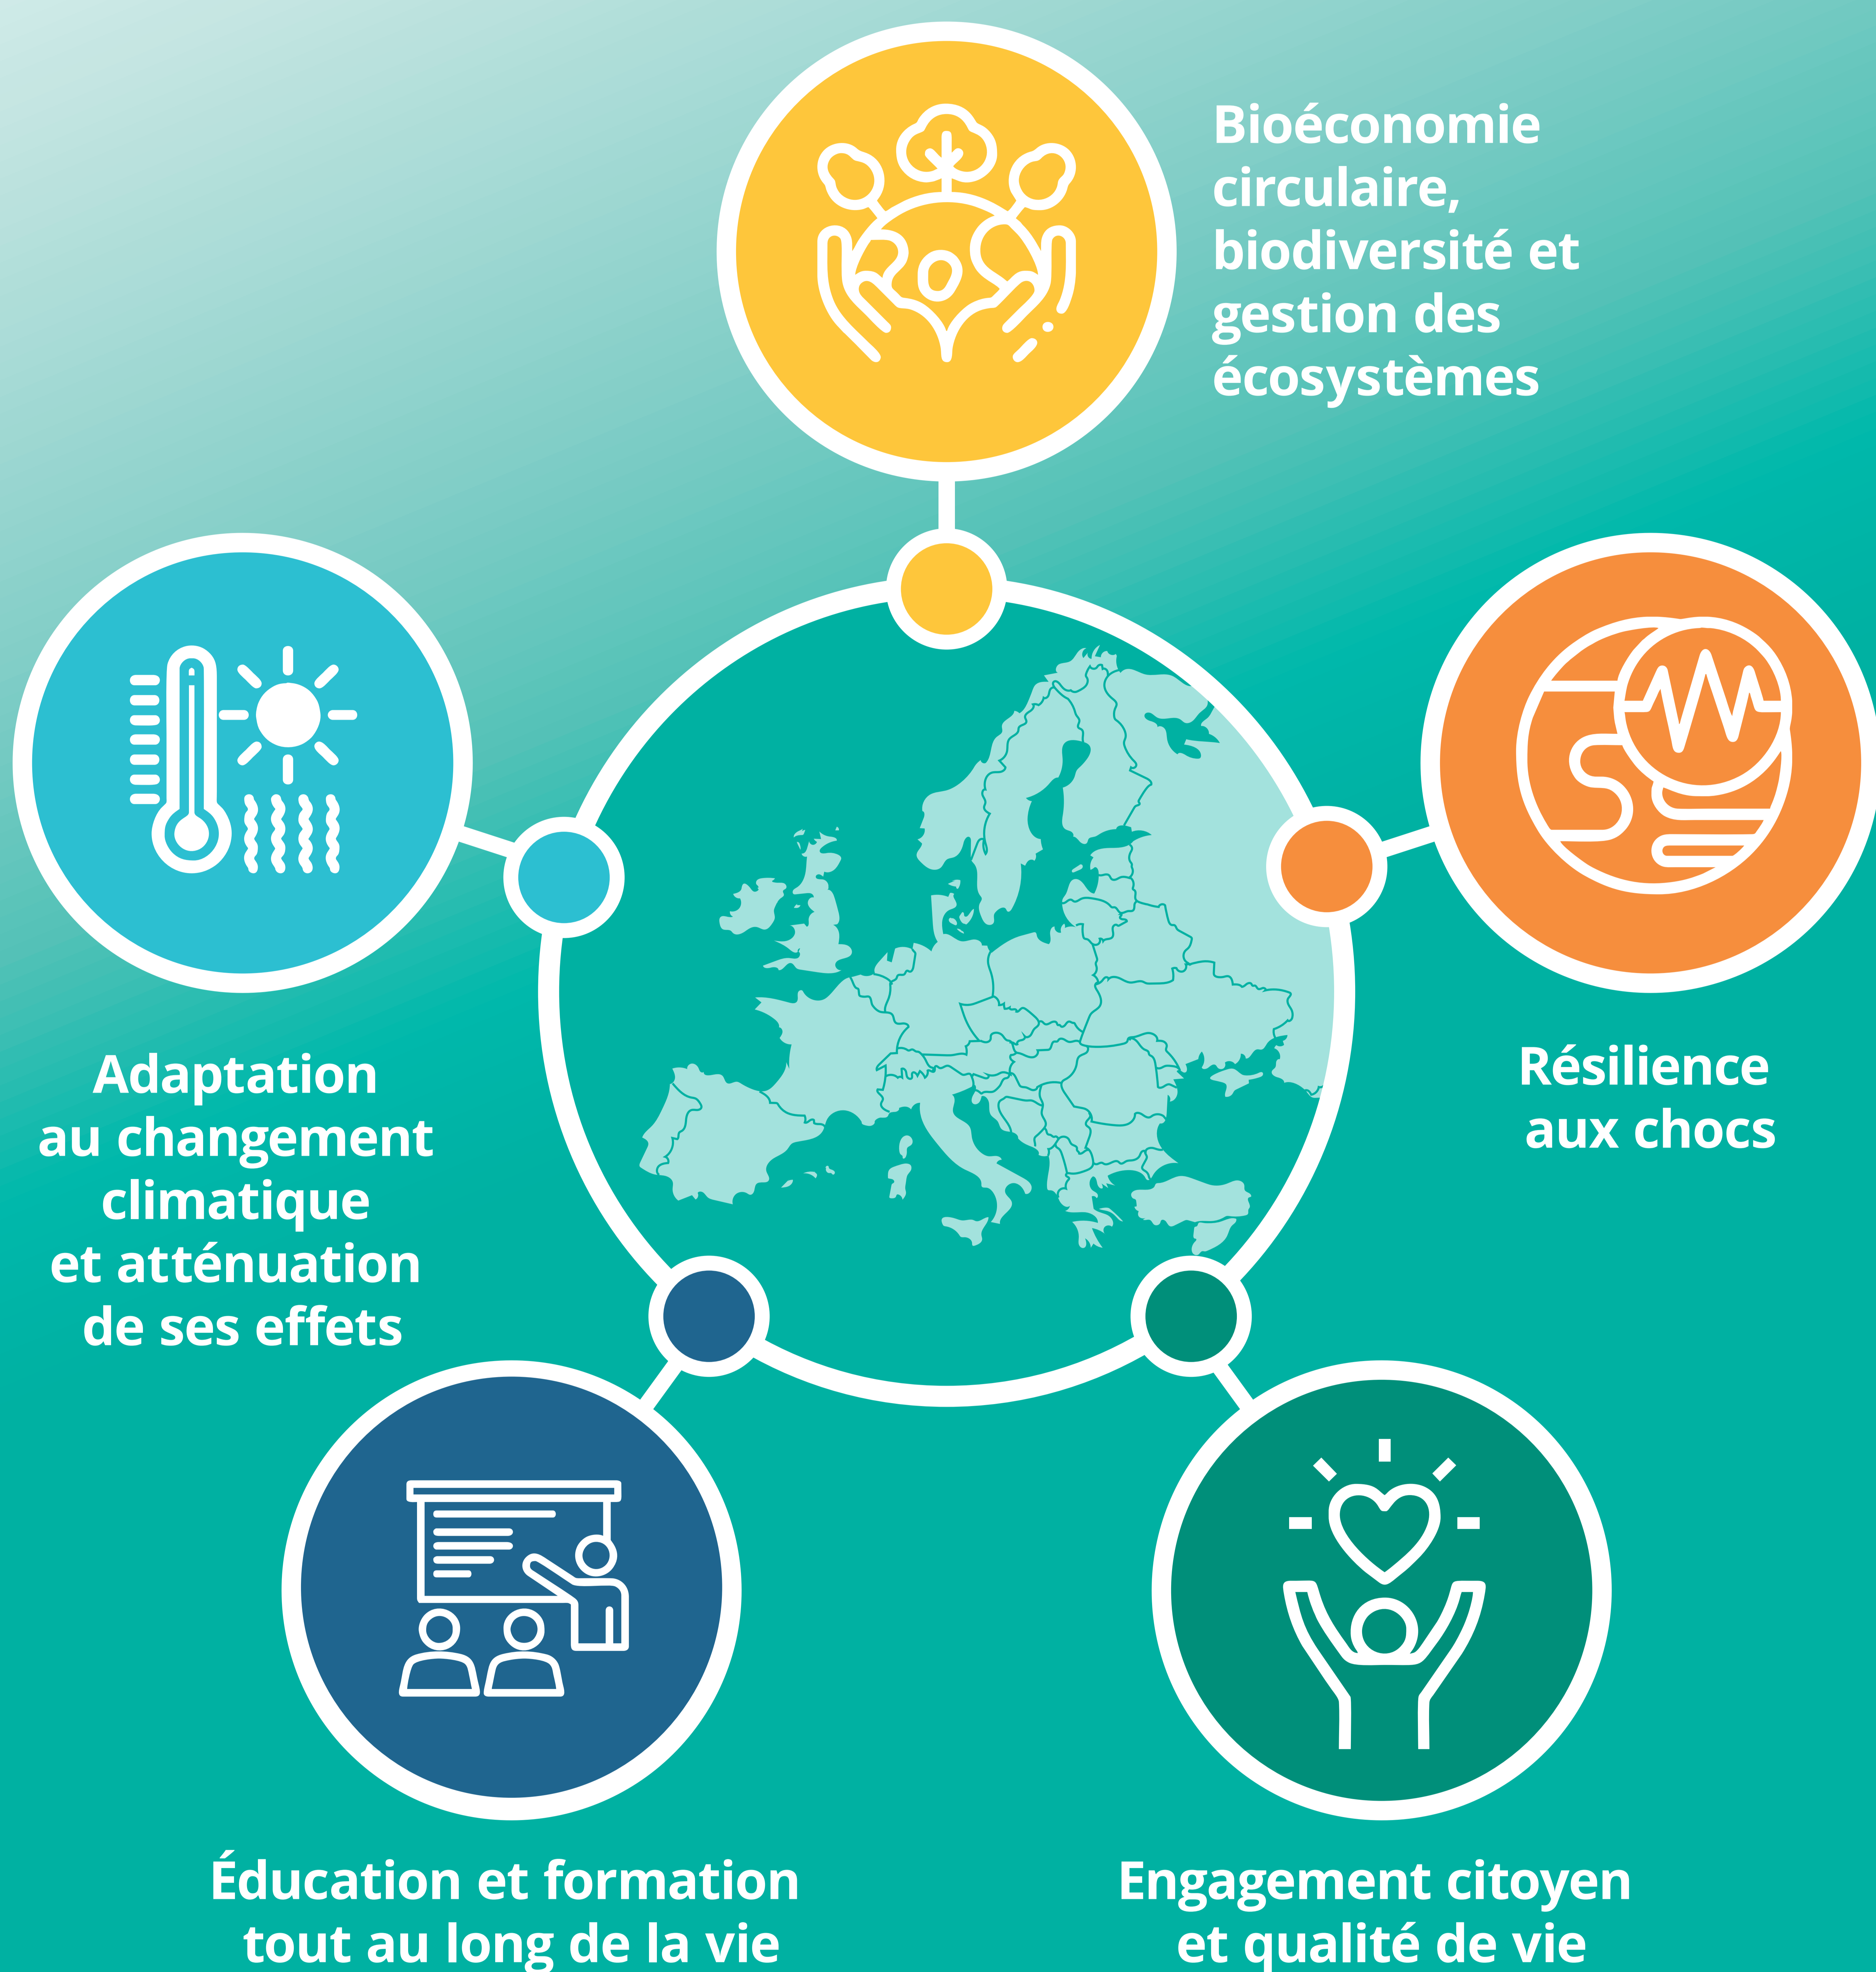 Bioéconomie
circulaire,
biodiversité et
gestion des
écosystèmes
Résilience
aux chocs
Adaptation
au changement
climatique
et atténuation
de ses effets
Éducation et formation
tout au long de la vie
Engagement citoyen
et qualité de vie